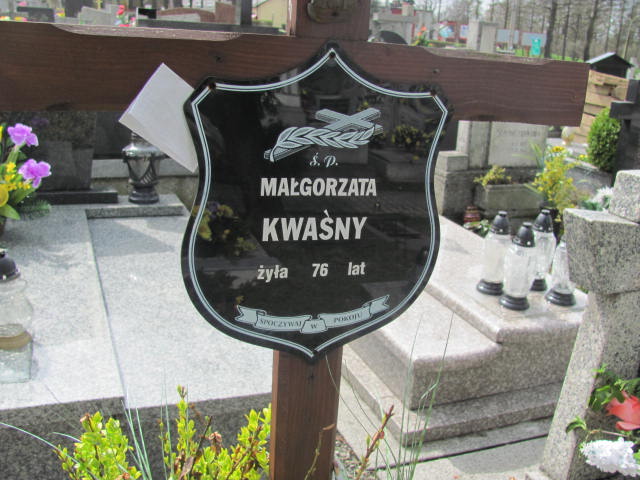 Ś. P.
MAŁGORZATA
KWAŚNY
żyła 76 lat
SPOCZYWAJ W POKOJU